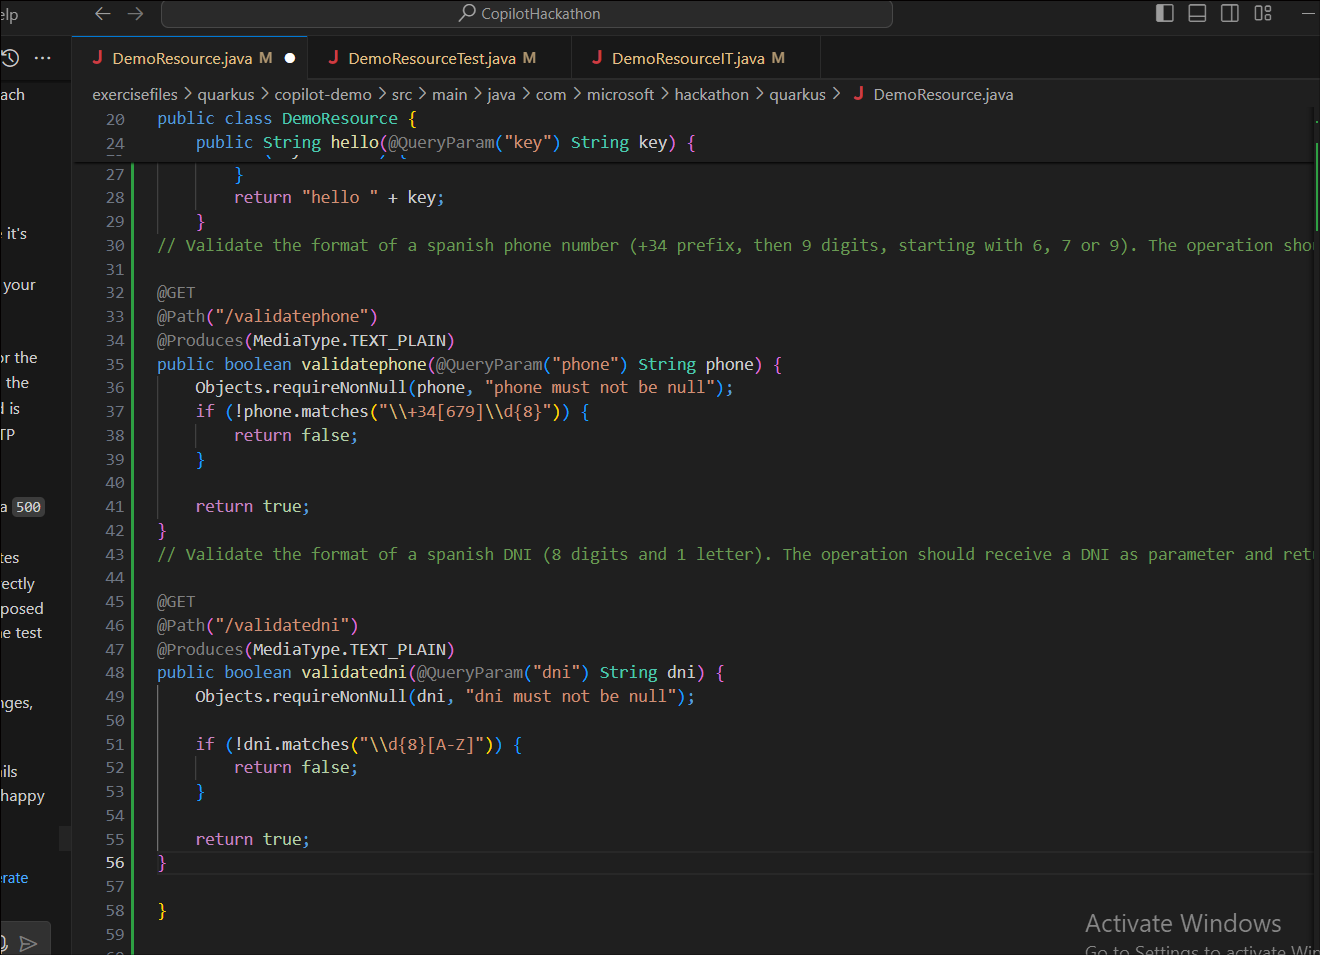 elp
CopilotHackathon
DemoResource.java M
DemoResourceTest.java M
DemoResourceIT.java M
exercisefiles > quarkus > copilot-demo > src > main > java > com > microsoft > hackathon > quarkus > DemoResource.java
ach
it's
your
or the
the
is
TP
a 500
tes
ectly
posed
e test
nges,
ils
happy
erate
20 public class DemoResource {
24 public String hello(@QueryParam("key") String key) {
27 }
28 return "hello " + key;
29 }
30 // Validate the format of a spanish phone number (+34 prefix, then 9 digits, starting with 6, 7 or 9). The operation shou
31
32 @GET
33 @Path("/validatephone")
34 @Produces(MediaType.TEXT_PLAIN)
35 public boolean validatephone(@QueryParam("phone") String phone) {
36 Objects.requireNonNull(phone, "phone must not be null");
37 if (!phone.matches("\\+34[679]\\d{8}")) {
38 return false;
39 }
40
41 return true;
42 }
43 // Validate the format of a spanish DNI (8 digits and 1 letter). The operation should receive a DNI as parameter and retu
44
45 @GET
46 @Path("/validatedni")
47 @Produces(MediaType.TEXT_PLAIN)
48 public boolean validatedni(@QueryParam("dni") String dni) {
49 Objects.requireNonNull(dni, "dni must not be null");
50
51 if (!dni.matches("\\d{8}[A-Z]")) {
52 return false;
53 }
54
55 return true;
56 }
57
58 }
59
Activate Windows
Go to Settings to activate Win